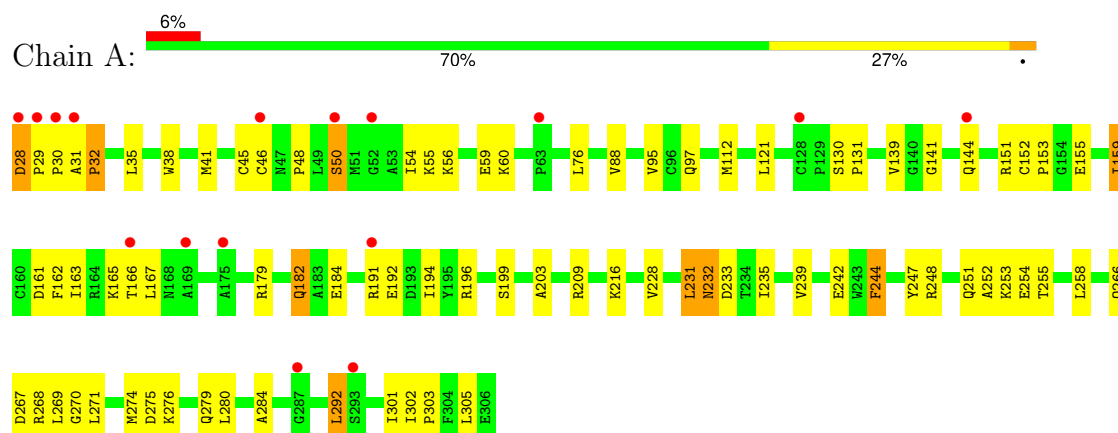 6%
Chain A:
70% 27% •
D28 P29 P30 A31 P32 L35 W38 M41 C45 C46 N47 P48 L49 S50 M51 G52 A53 I54 K55 K56 E59 K60 P63 L76 V88 V95 C96 Q97 M112 L121 C128 P129 S130 P131 V139 G140 G141 Q144 R151 C152 P153 G154 E155 I159
C160 D161 F162 I163 R164 K165 T166 L167 N168 A169 A175 R179 Q182 A183 E184 R191 E192 D193 I194 Y195 R196 S199 A203 R209 K216 V228 L231 N232 D233 T234 I235 V239 E242 W243 F244 Y247 R248 Q251 A252 K253 E254 T255 L258
D267 R268 L269 G270 L271 M274 D275 K276 Q279 L280 A284 G287 L292 S293 I301 I302 P303 F304 L305 E306